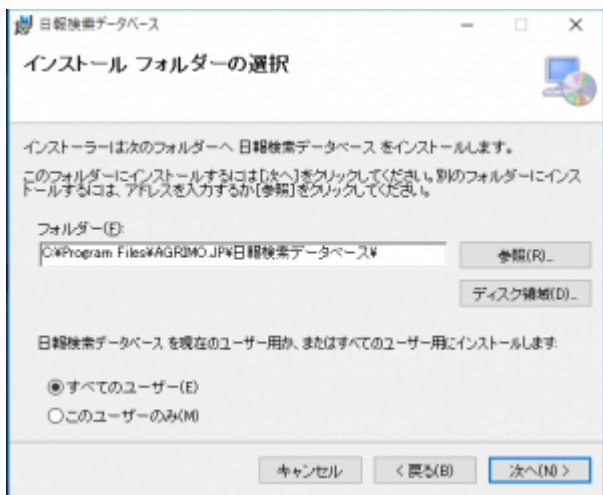 日報検索データベース
インストール フォルダーの選択
インストーラーは次のフォルダーへ 日報検索データベース をインストールします。
このフォルダーにインストールするには[次へ]をクリックしてください。別のフォルダーにインス
トールするには、アドレスを入力するか[参照]をクリックしてください。
フォルダー(F):
C:¥Program Files¥AGRIMO.JP¥日報検索データベース¥
参照(R)...
ディスク領域(D)...
日報検索データベース を現在のユーザー用か、またはすべてのユーザー用にインストールします:
すべてのユーザー(E)
このユーザーのみ(M)
キャンセル
< 戻る(B)
次へ(N) >